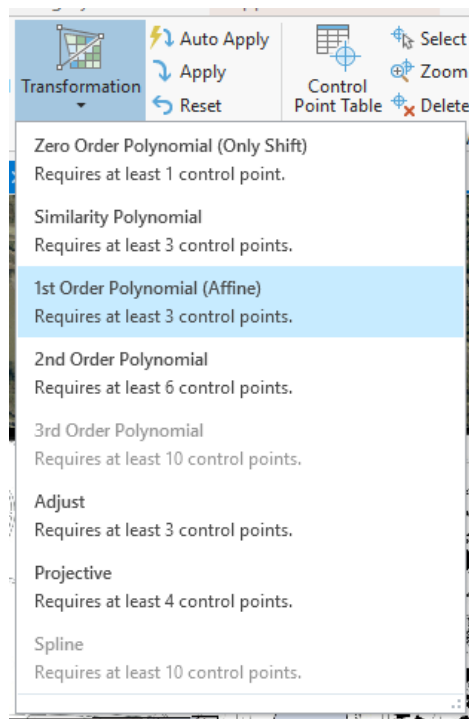 Transformation
Auto Apply
Apply
Reset
Control
Point Table
Select
Zoom
Delete
Zero Order Polynomial (Only Shift)
Requires at least 1 control point.
Similarity Polynomial
Requires at least 3 control points.
1st Order Polynomial (Affine)
Requires at least 3 control points.
2nd Order Polynomial
Requires at least 6 control points.
3rd Order Polynomial
Requires at least 10 control points.
Adjust
Requires at least 3 control points.
Projective
Requires at least 4 control points.
Spline
Requires at least 10 control points.